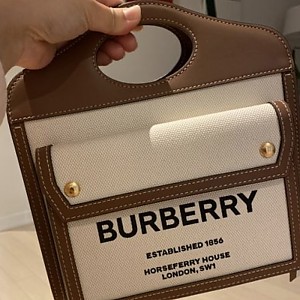 BURBERRY
ESTABLISHED 1856
HORSEFERRY HOUSE
LONDON, SW1